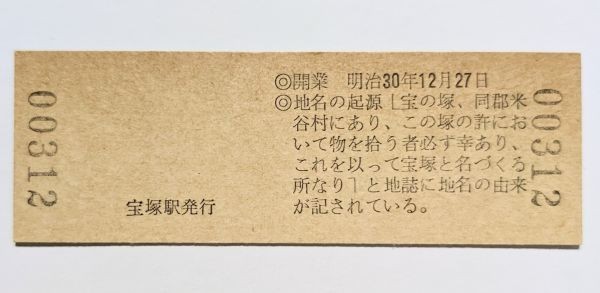 00312
◎開業 明治30年12月27日
◎地名の起源「宝の塚、同郡米
谷村にあり、この塚の許にお
いて物を拾う者必ず幸あり、
これを以って宝塚と名づくる
所なり」と地誌に地名の由来
が記されている。
宝塚駅発行
00312